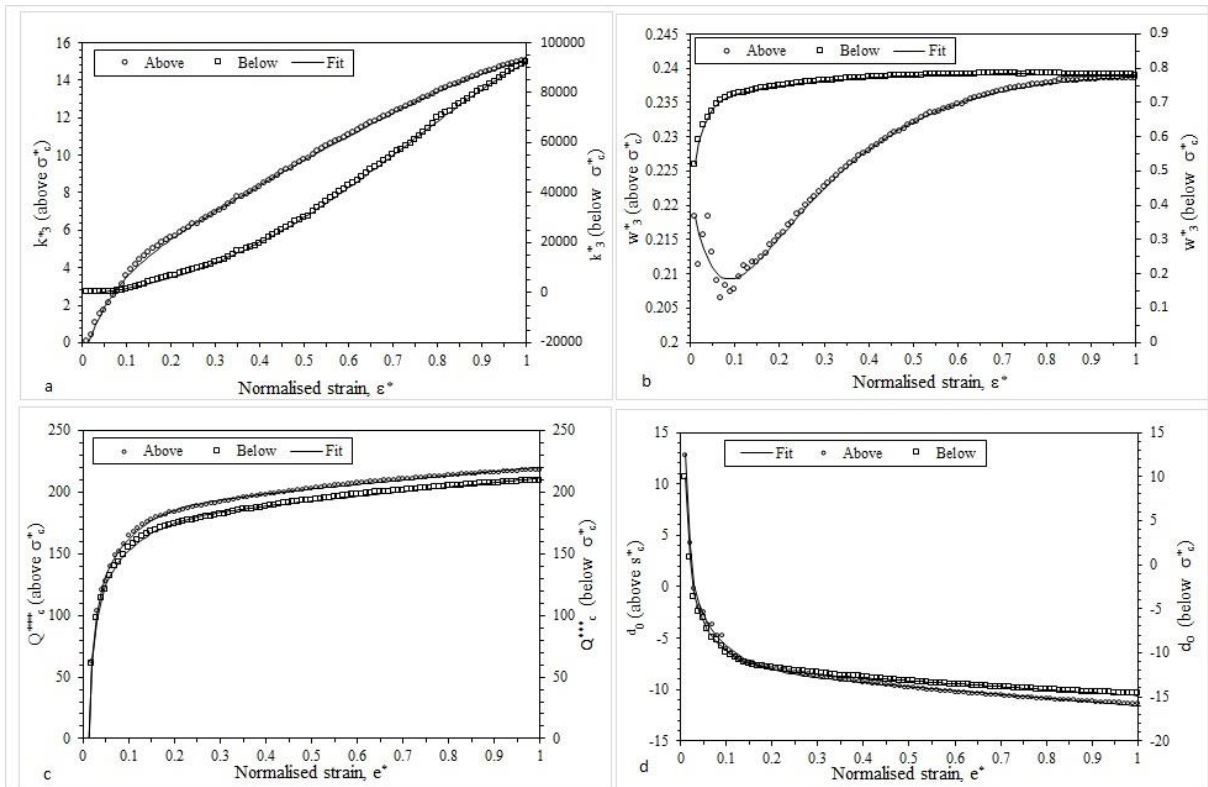 Above Below Fit
16
14
12
10
8
6
4
2
0
100000
80000
60000
40000
20000
0
-20000
k*3 (above σ*c)
k*3 (below σ*c)
0 0.1 0.2 0.3 0.4 0.5 0.6 0.7 0.8 0.9 1
Normalised strain, ε*
a
Above Below Fit
0.245
0.24
0.235
0.23
0.225
0.22
0.215
0.21
0.205
0.2
0.9
0.8
0.7
0.6
0.5
0.4
0.3
0.2
0.1
0
w*3 (above σ*c)
w*3 (below σ*c)
0 0.1 0.2 0.3 0.4 0.5 0.6 0.7 0.8 0.9 1
Normalised strain, ε*
b
Above Below Fit
250
200
150
100
50
0
250
200
150
100
50
0
Q***c (above σ*c)
Q***c (below σ*c)
0 0.1 0.2 0.3 0.4 0.5 0.6 0.7 0.8 0.9 1
Normalised strain, e*
c
Fit Above Below
15
10
5
0
-5
-10
-15
15
10
5
0
-5
-10
-15
-20
d0 (above s*c)
d0 (below σ*c)
0 0.1 0.2 0.3 0.4 0.5 0.6 0.7 0.8 0.9 1
Normalised strain, e*
d